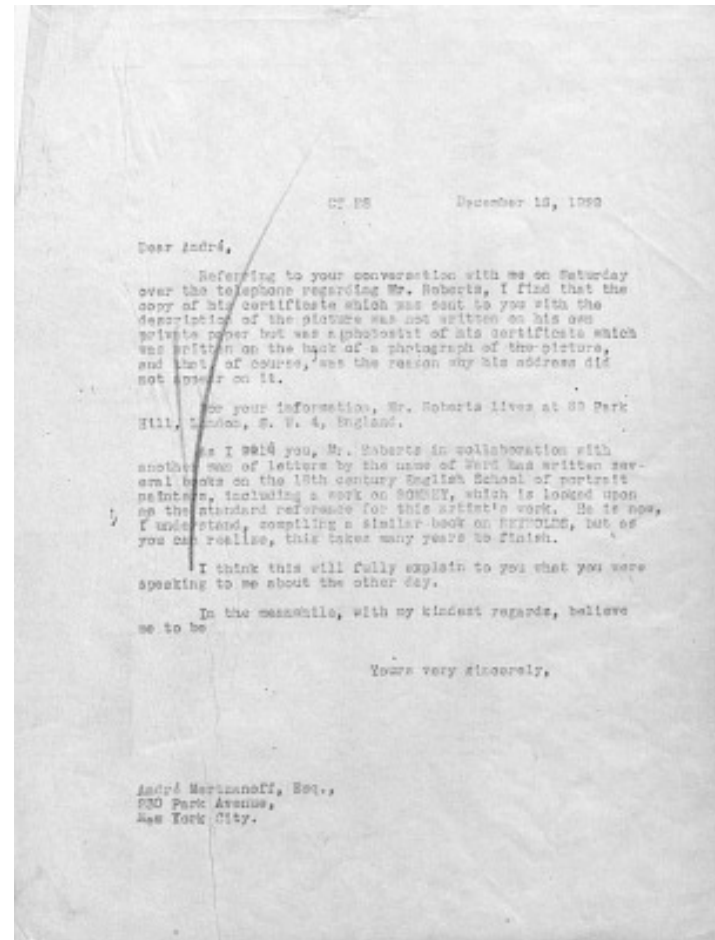 December
Dear André,
Referring to your conversation with me on Saturday
over the telephone regarding Mr. Roberts, I find that the
copy of his certificate which was sent to you with the
description of the picture was not written on his own
private paper but was a photostat of his certificate which
was written on the back of a photograph of the picture,
and that, of course, was the reason why his address did
not appear on it.
For your information, Mr. Roberts lives at Park
Hill, London, S. W. 4, England.
As I said you, Mr. Roberts in collaboration with
another man of letters by the name of Ward has written sev-
eral books on the 18th century English School of portrait
painters, including a work on ROMNEY, which is looked upon
as the standard reference for this artist's work. He is now,
I understand, compiling a similar book on REYNOLDS, but as
you can realize, this takes many years to finish.
I think this will fully explain to you what you were
speaking to me about the other day.
In the meanwhile, with my kindest regards, believe
me to be
Yours very sincerely,
André Esq.,
Park Avenue,
New York City.